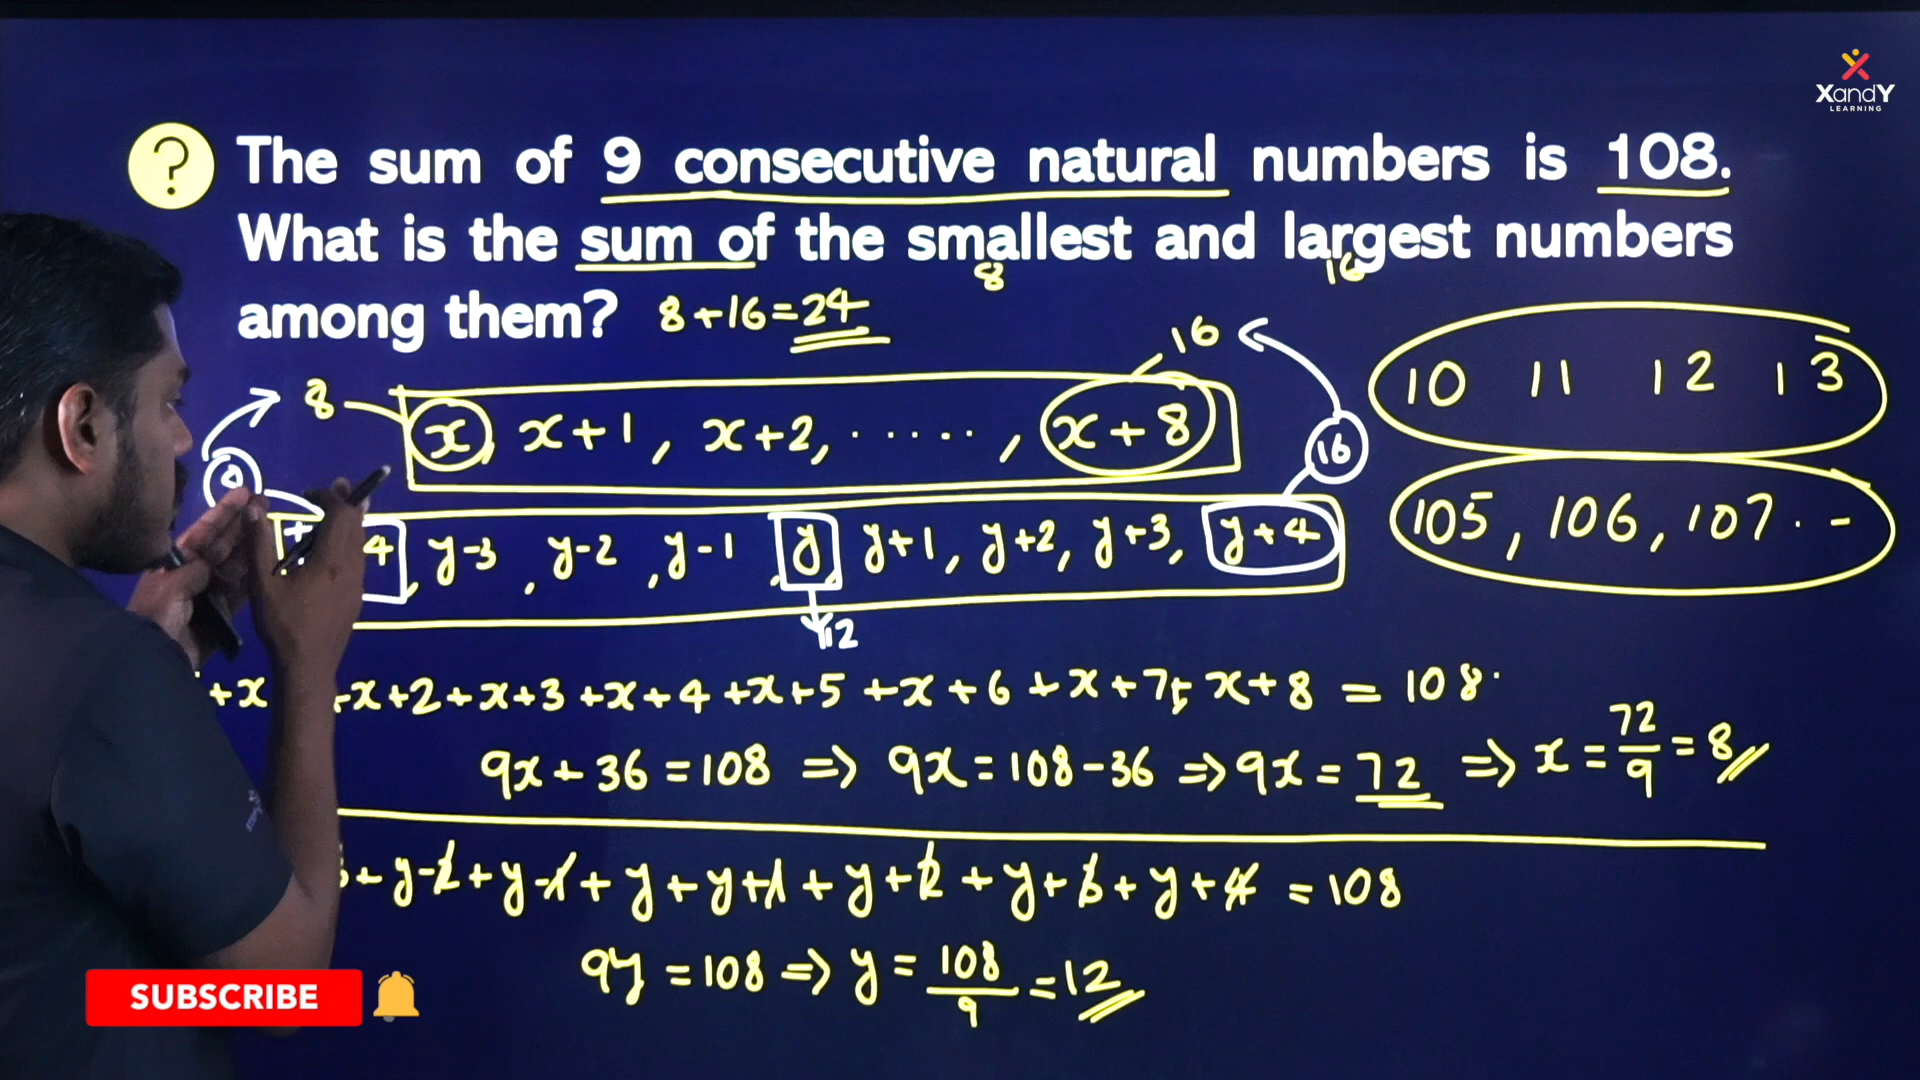 XandY
LEARNING
? The sum of 9 consecutive natural numbers is 108.
What is the sum of the smallest and largest numbers
8 16
among them? 8+16=24
16
10 11 12 13
8
x, x+1, x+2, ....., x+8
16
105, 106, 107. -
4, y-3, y-2, y-1, y, y+1, y+2, y+3, y+4
12
+x -x+2+x+3+x+4+x+5+x+6+x+7+x+8 = 108.
9x+36=108 => 9x=108-36 => 9x=72 => x=72/9=8
+y-2+y-1+y+y+1+y+2+y+3+y+4 = 108
9y=108 => y=108/9=12
SUBSCRIBE